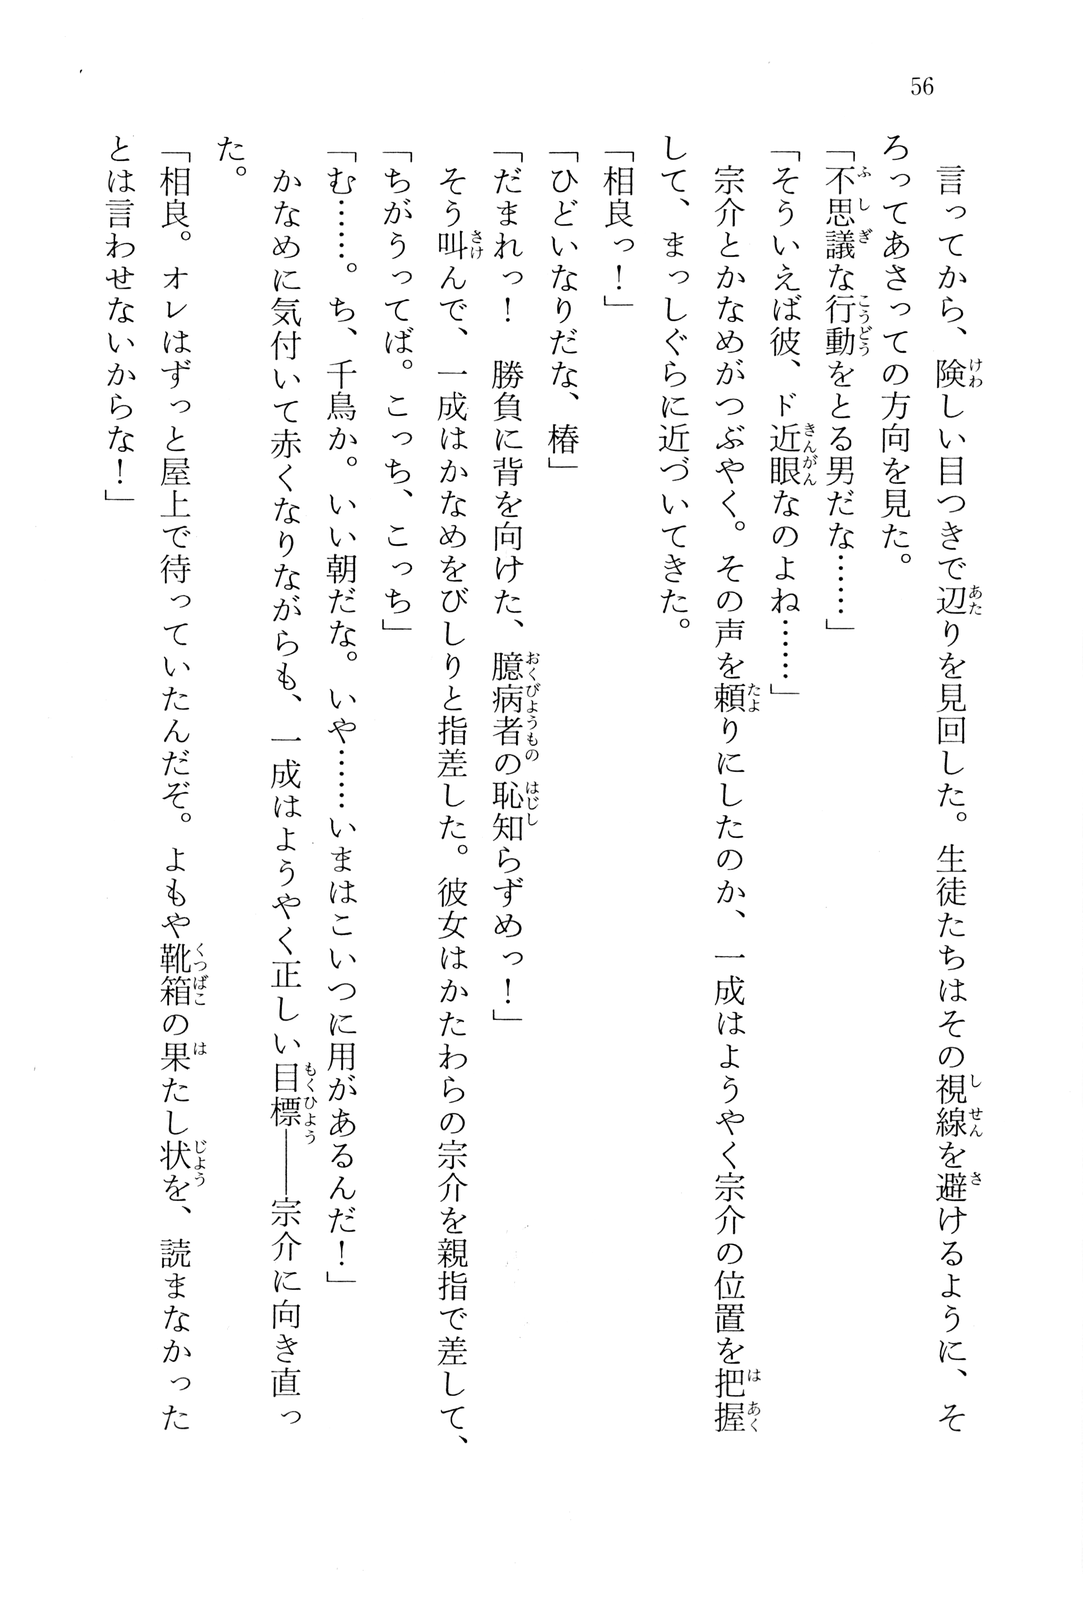 56
　言ってから、険しい目つきで辺りを見回した。生徒たちはその視線を避けるように、そ
ろってあさっての方向を見た。
「不思議な行動をとる男だな……」
「そういえば彼、ド近眼なのよね……」
　宗介とかなめがつぶやく。その声を頼りにしたのか、一成はようやく宗介の位置を把握
して、まっしぐらに近づいてきた。
「相良っ！」
「ひどいなりだな、椿」
「だまれっ！　勝負に背を向けた、臆病者の恥知らずめっ！」
　そう叫んで、一成はかなめをびしりと指差した。彼女はかたわらの宗介を親指で差して、
「ちがうってば。こっち、こっち」
「む……。ち、千鳥か。いい朝だな。いや……いまはこいつに用があるんだ！」
　かなめに気付いて赤くなりながらも、一成はようやく正しい目標――宗介に向き直っ
た。
「相良。オレはずっと屋上で待っていたんだぞ。よもや靴箱の果たし状を、読まなかった
とは言わせないからな！」